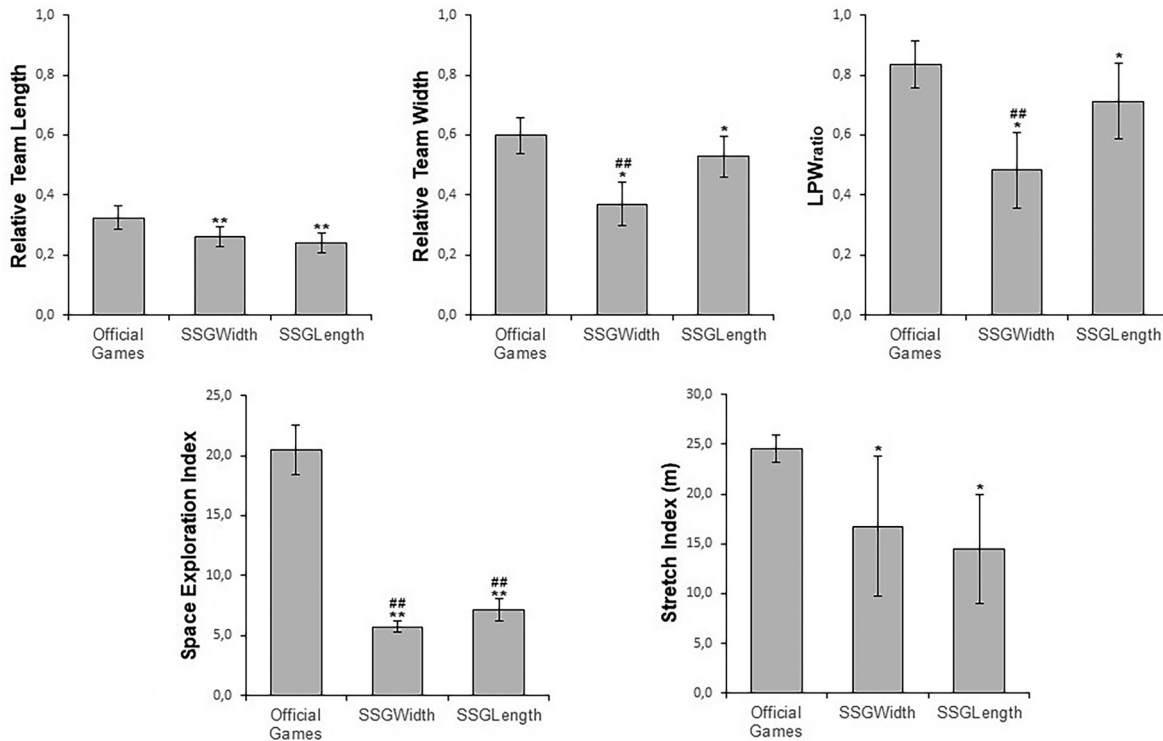 Relative Team Length
1,0
0,8
0,6
0,4
0,2
0,0
**
**
Official
Games
SSGWidth
SSGLength
Relative Team Width
1,0
0,8
0,6
0,4
0,2
0,0
##
*
*
Official
Games
SSGWidth
SSGLength
LPWratio
1,0
0,8
0,6
0,4
0,2
0,0
##
*
*
Official
Games
SSGWidth
SSGLength
Space Exploration Index
25,0
20,0
15,0
10,0
5,0
0,0
##
**
##
**
Official
Games
SSGWidth
SSGLength
Stretch Index (m)
30,0
25,0
20,0
15,0
10,0
5,0
0,0
*
*
Official
Games
SSGWidth
SSGLength